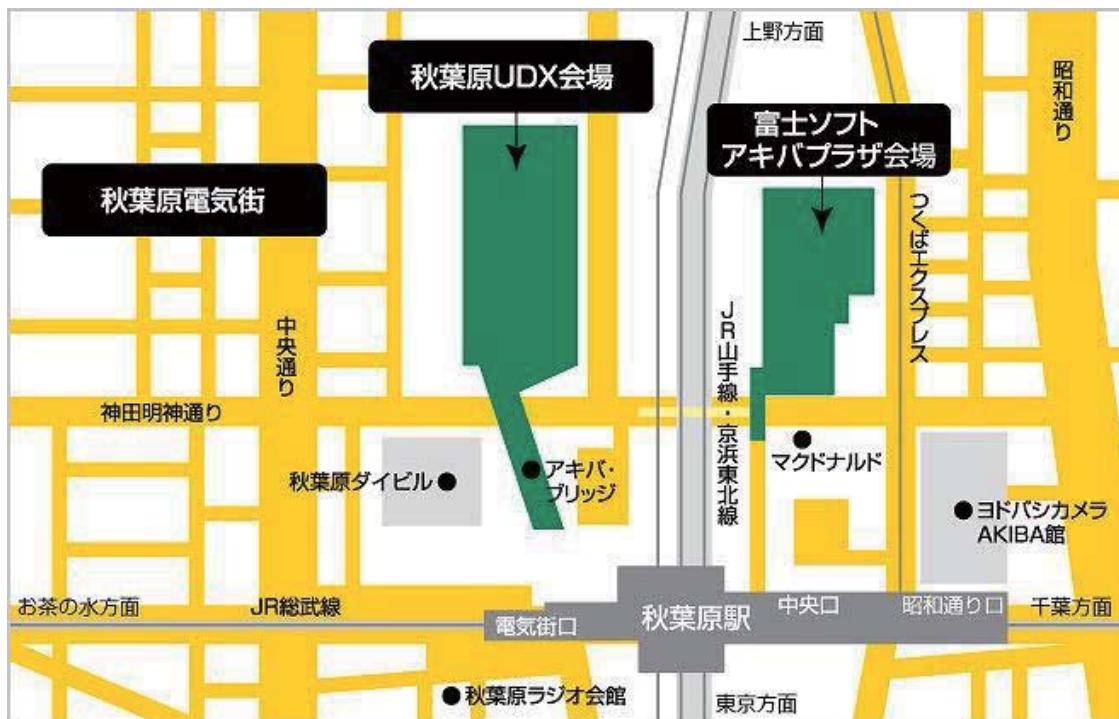 上野方面
昭和通り
秋葉原UDX会場
富士ソフト
アキバプラザ会場
秋葉原電気街
つくばエクスプレス
中央通り
JR山手線・京浜東北線
神田明神通り
秋葉原ダイビル
アキバ・
ブリッジ
マクドナルド
ヨドバシカメラ
AKIBA館
お茶の水方面
JR総武線
電気街口
秋葉原駅
中央口
昭和通り口
千葉方面
秋葉原ラジオ会館
東京方面